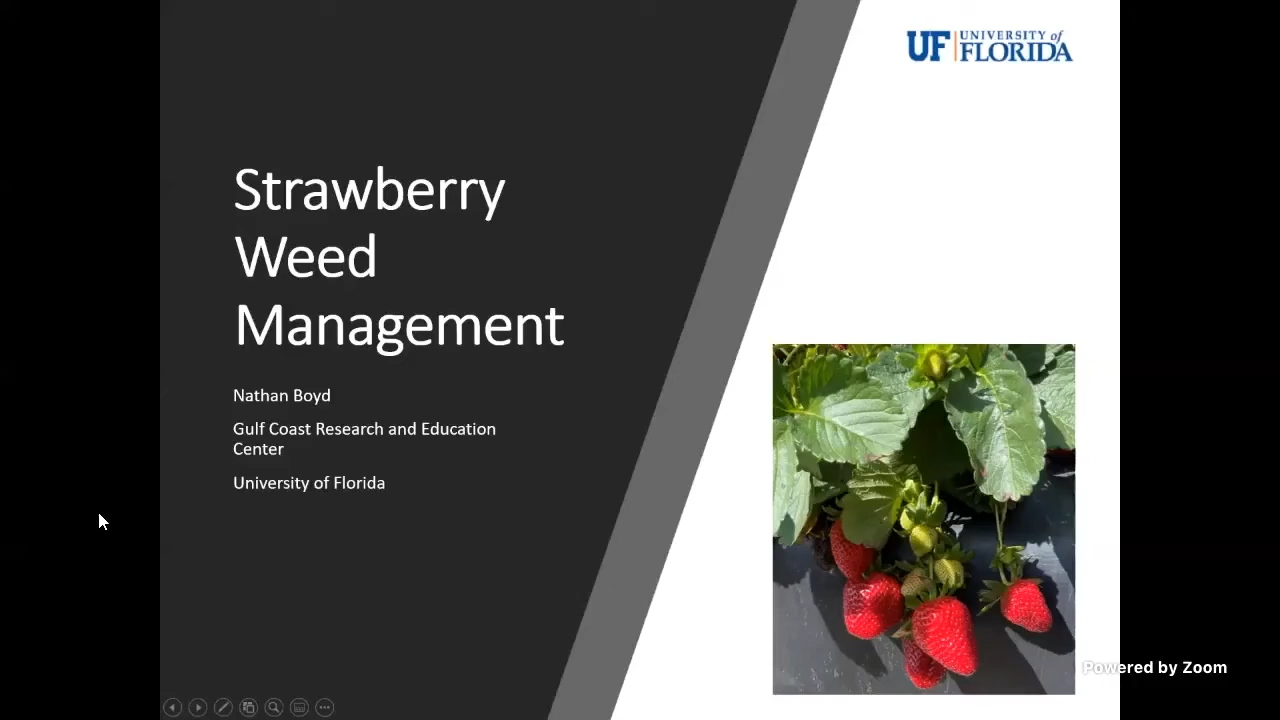 UF UNIVERSITY of
FLORIDA
Strawberry
Weed
Management
Nathan Boyd
Gulf Coast Research and Education
Center
University of Florida
Powered by Zoom